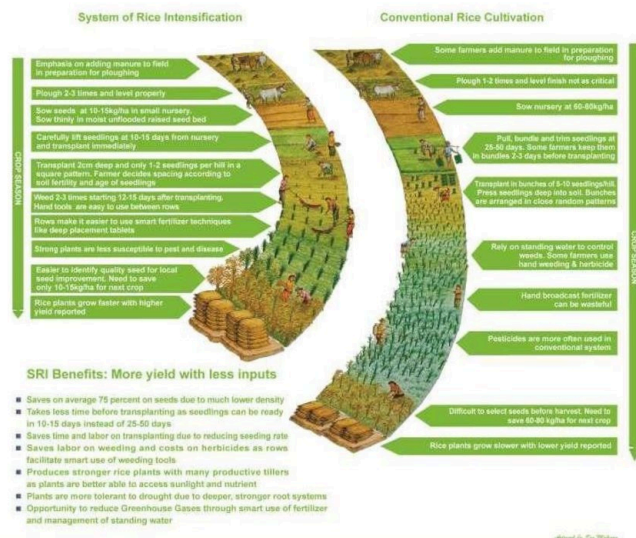 System of Rice Intensification
Emphasis on adding manure to field
in preparation for ploughing
Plough 2-3 times and level properly
Sow seeds at 10-15kg/ha in small nursery.
Sow thinly in moist unflooded raised seed bed
Carefully lift seedlings at 10-15 days from nursery
and transplant immediately
Transplant 2cm deep and only 1-2 seedlings per hill in a
square pattern. Farmer decides spacing according to
soil fertility and age of seedlings
Weed 2-3 times starting 12-15 days after transplanting.
Hand tools are easy to use between rows
Rows make it easier to use smart fertilizer techniques
like deep placement tablets
Strong plants are less susceptible to pest and disease
Easier to identify quality seed for local
seed improvement. Need to save
only 10-15kg/ha for next crop
Rice plants grow faster with higher
yield reported
CROP SEASON
Conventional Rice Cultivation
Some farmers add manure to field in preparation
for ploughing
Plough 1-2 times and level finish not as critical
Sow nursery at 60-80kg/ha
Pull, bundle and trim seedlings at
25-50 days. Some farmers keep them
in bundles 2-3 days before transplanting
Transplant in bunches of 5-10 seedlings/hill.
Press seedlings deep into soil. Bunches
are arranged in close random patterns
Rely on standing water to control
weeds. Some farmers use
hand weeding & herbicide
Hand broadcast fertilizer
can be wasteful
Pesticides are more often used in
conventional system
Difficult to select seeds before harvest. Need to
save 60-80 kg/ha for next crop
Rice plants grow slower with lower yield reported
CROP SEASON
SRI Benefits: More yield with less inputs
Saves on average 75 percent on seeds due to much lower density
Takes less time before transplanting as seedlings can be ready
in 10-15 days instead of 25-50 days
Saves time and labor on transplanting due to reducing seeding rate
Saves labor on weeding and costs on herbicides as rows
facilitate smart use of weeding tools
Produces stronger rice plants with many productive tillers
as plants are better able to access sunlight and nutrient
Plants are more tolerant to drought due to deeper, stronger root systems
Opportunity to reduce Greenhouse Gases through smart use of fertilizer
and management of standing water